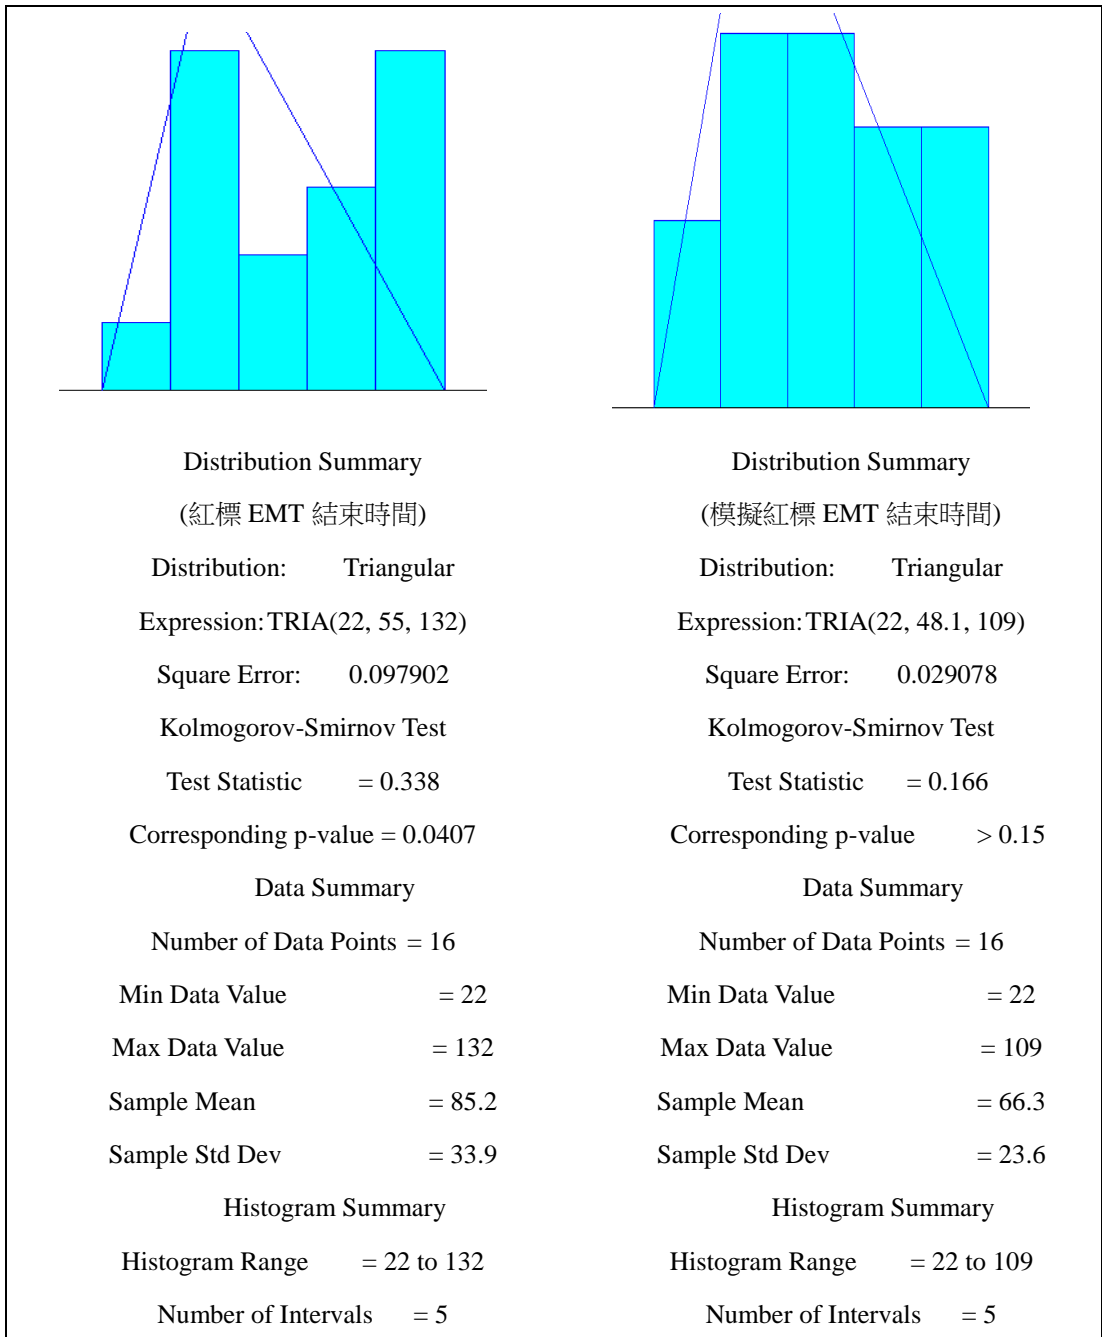 Distribution Summary
(紅標 EMT 結束時間)
Distribution: Triangular
Expression: TRIA(22, 55, 132)
Square Error: 0.097902
Kolmogorov-Smirnov Test
Test Statistic = 0.338
Corresponding p-value = 0.0407
Data Summary
Number of Data Points = 16
Min Data Value = 22
Max Data Value = 132
Sample Mean = 85.2
Sample Std Dev = 33.9
Histogram Summary
Histogram Range = 22 to 132
Number of Intervals = 5
Distribution Summary
(模擬紅標 EMT 結束時間)
Distribution: Triangular
Expression: TRIA(22, 48.1, 109)
Square Error: 0.029078
Kolmogorov-Smirnov Test
Test Statistic = 0.166
Corresponding p-value > 0.15
Data Summary
Number of Data Points = 16
Min Data Value = 22
Max Data Value = 109
Sample Mean = 66.3
Sample Std Dev = 23.6
Histogram Summary
Histogram Range = 22 to 109
Number of Intervals = 5